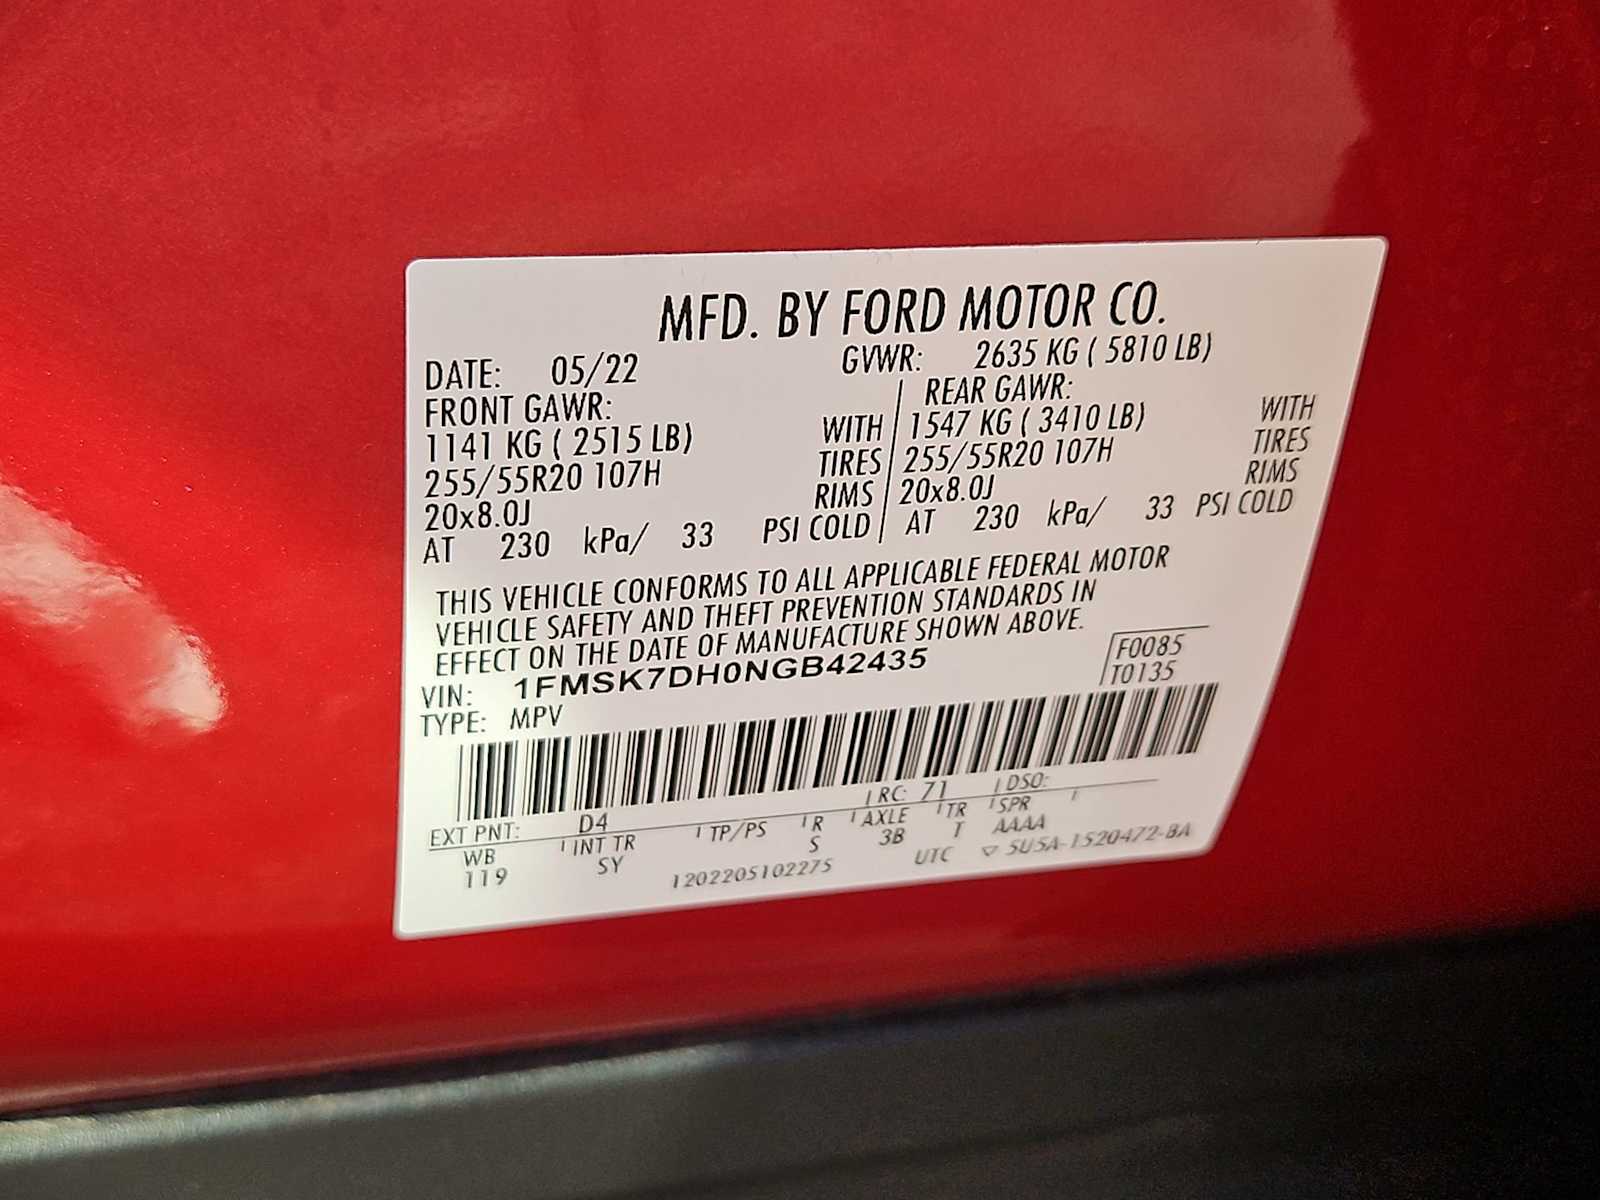 MFD. BY FORD MOTOR CO.
DATE: 05/22 GVWR: 2635 KG ( 5810 LB)
FRONT GAWR: REAR GAWR:
1141 KG ( 2515 LB) WITH 1547 KG ( 3410 LB) WITH
255/55R20 107H TIRES 255/55R20 107H TIRES
20x8.0J RIMS 20x8.0J RIMS
AT 230 kPa/ 33 PSI COLD AT 230 kPa/ 33 PSI COLD
THIS VEHICLE CONFORMS TO ALL APPLICABLE FEDERAL MOTOR
VEHICLE SAFETY AND THEFT PREVENTION STANDARDS IN
EFFECT ON THE DATE OF MANUFACTURE SHOWN ABOVE.
VIN: 1FMSK7DH0NGB42435 F0085
TYPE: MPV T0135
EXT PNT: D4 RC: 71 DSO:
WB INT TR TP/PS R AXLE TR SPR
119 SY S 3B T AAAA
1202205102275 UTC ▽ 5U5A-1520472-BA